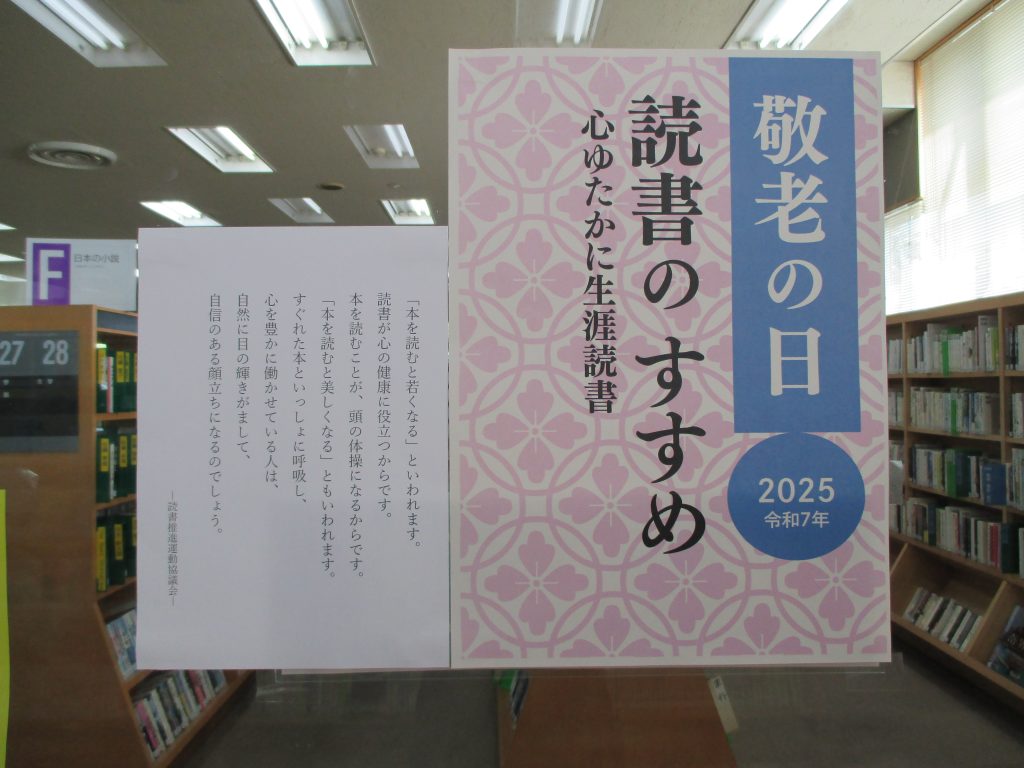 敬老の日
2025
令和7年
読書のすすめ
心ゆたかに生涯読書
「本を読むと若くなる」といわれます。
読書が心の健康に役立つからです。
本を読むことが、頭の体操になるからです。
「本を読むと美しくなる」ともいわれます。
すぐれた本といっしょに呼吸し、
心を豊かに働かせている人は、
自然に目の輝きがまして、
自信のある顔立ちになるのでしょう。
―読書推進運動協議会―
F
日本の小説
27 28